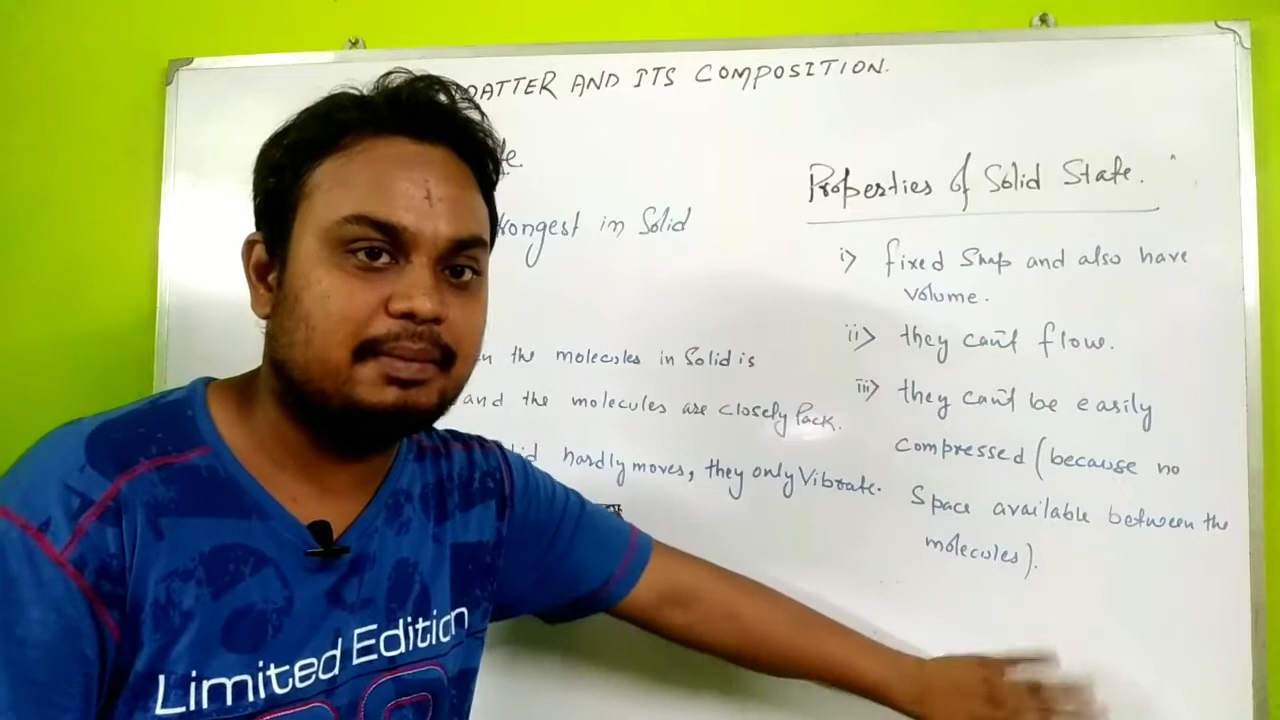 MATTER AND ITS COMPOSITION.
in Solid
the molecules in Solid is
and the molecules are closely Pack.
hardly moves, they only Vibrate.
Properties of Solid State.
i> fixed Shap and also have
volume.
ii> they can't flow.
iii> they can't be easily
compressed (because no
Space available between the
molecules).
Limited Edition